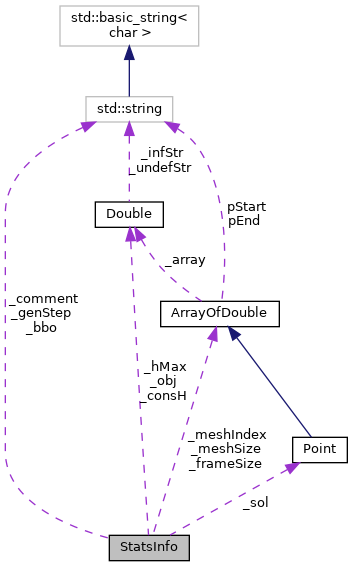 std::basic_string<
char >
std::string
_infStr
_undefStr
Double
pStart
pEnd
_array
ArrayOfDouble
_comment
_genStep
_bbo
_hMax
_obj
_consH
_meshIndex
_meshSize
_frameSize
Point
_sol
StatsInfo